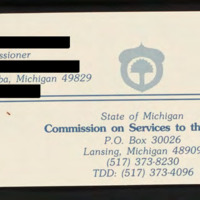 ssioner
ba, Michigan 49829
State of Michigan
Commission on Services to th
P.O. Box 30026
Lansing, Michigan 4890
(517) 373-8230
TDD: (517) 373-4096